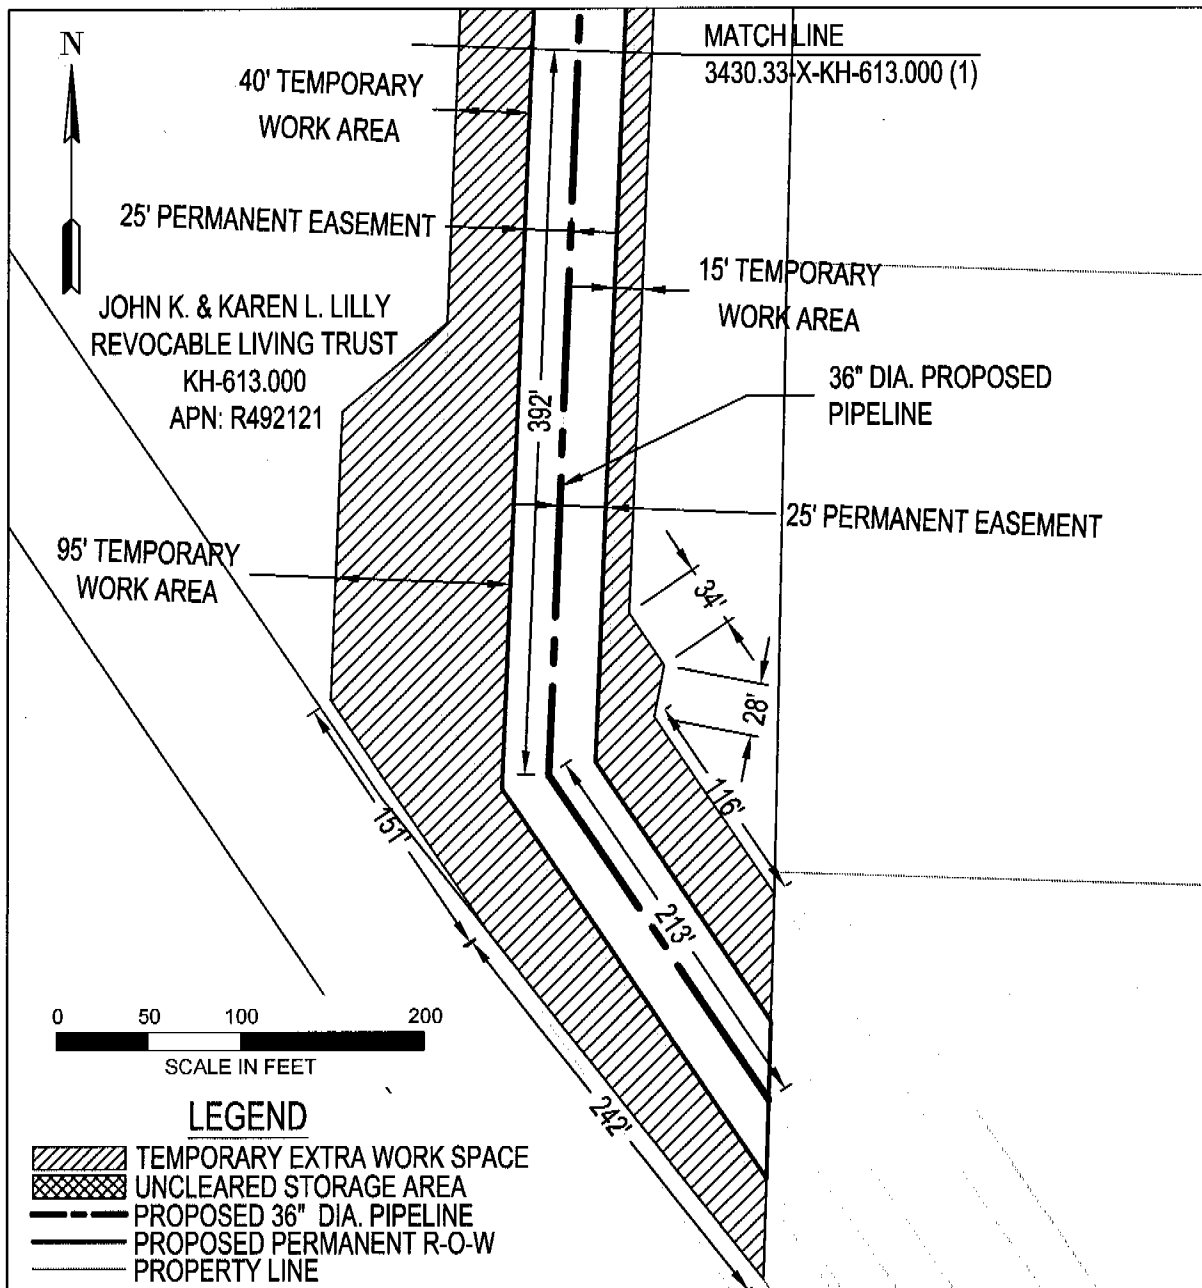 MATCH LINE
3430.33-X-KH-613.000 (1)
N
40' TEMPORARY
WORK AREA
25' PERMANENT EASEMENT
15' TEMPORARY
WORK AREA
JOHN K. & KAREN L. LILLY
REVOCABLE LIVING TRUST
KH-613.000
APN: R492121
36" DIA. PROPOSED
PIPELINE
392'
25' PERMANENT EASEMENT
95' TEMPORARY
WORK AREA
34'
28'
116'
151'
213'
242'
0 50 100 200
SCALE IN FEET
LEGEND
TEMPORARY EXTRA WORK SPACE
UNCLEARED STORAGE AREA
PROPOSED 36" DIA. PIPELINE
PROPOSED PERMANENT R-O-W
PROPERTY LINE